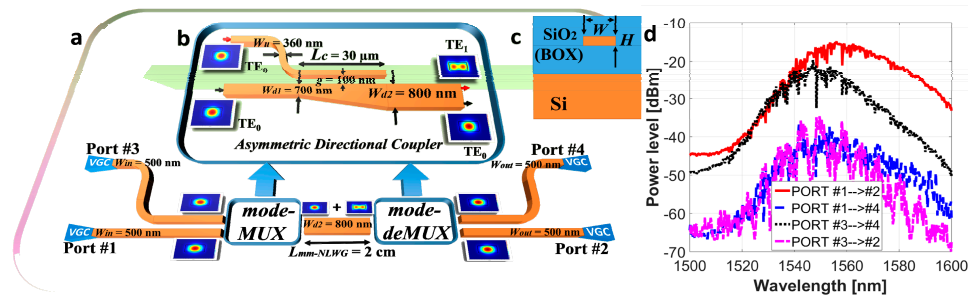 a
b
c
d
Wu = 360 nm
Lc = 30 µm
TE0
TE1
g = 100 nm
Wd1 = 700 nm
Wd2 = 800 nm
TE0
TE0
Asymmetric Directional Coupler
SiO2
(BOX)
W
H
Si
Port #3
VGC
Win = 500 nm
Port #4
Wout = 500 nm
VGC
VGC
Win = 500 nm
Port #1
mode-
MUX
+
Wd2 = 800 nm
Lmm-NLWG = 2 cm
mode-
deMUX
Wout = 500 nm
VGC
Port #2
Power level [dBm]
-10
-20
-30
-40
-50
-60
-70
PORT #1-->#2
PORT #1-->#4
PORT #3-->#4
PORT #3-->#2
1500
1520
1540
1560
1580
1600
Wavelength [nm]